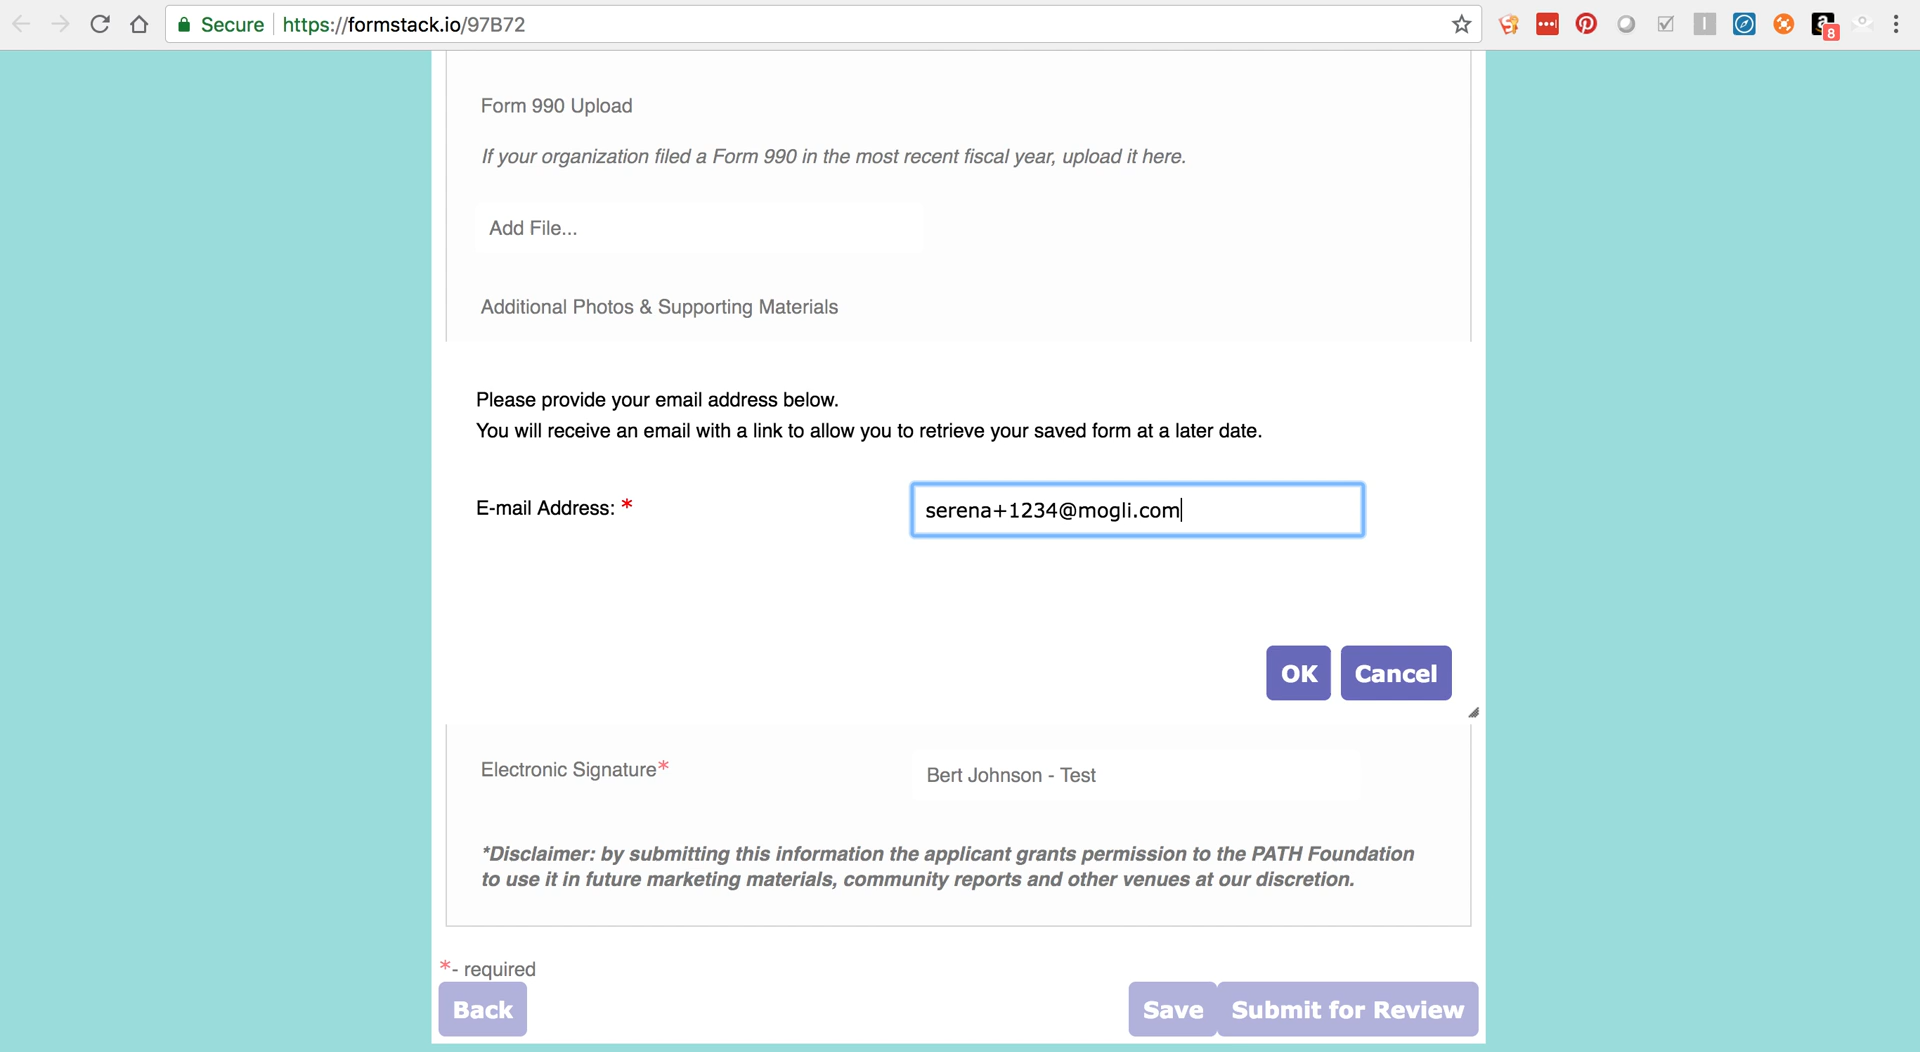 Secure https://formstack.io/97B72
8
Form 990 Upload
If your organization filed a Form 990 in the most recent fiscal year, upload it here.
Add File...
Additional Photos & Supporting Materials
Please provide your email address below.
You will receive an email with a link to allow you to retrieve your saved form at a later date.
E-mail Address: * serena+1234@mogli.com
OK Cancel
Electronic Signature* Bert Johnson - Test
*Disclaimer: by submitting this information the applicant grants permission to the PATH Foundation
to use it in future marketing materials, community reports and other venues at our discretion.
*- required
Back Save Submit for Review